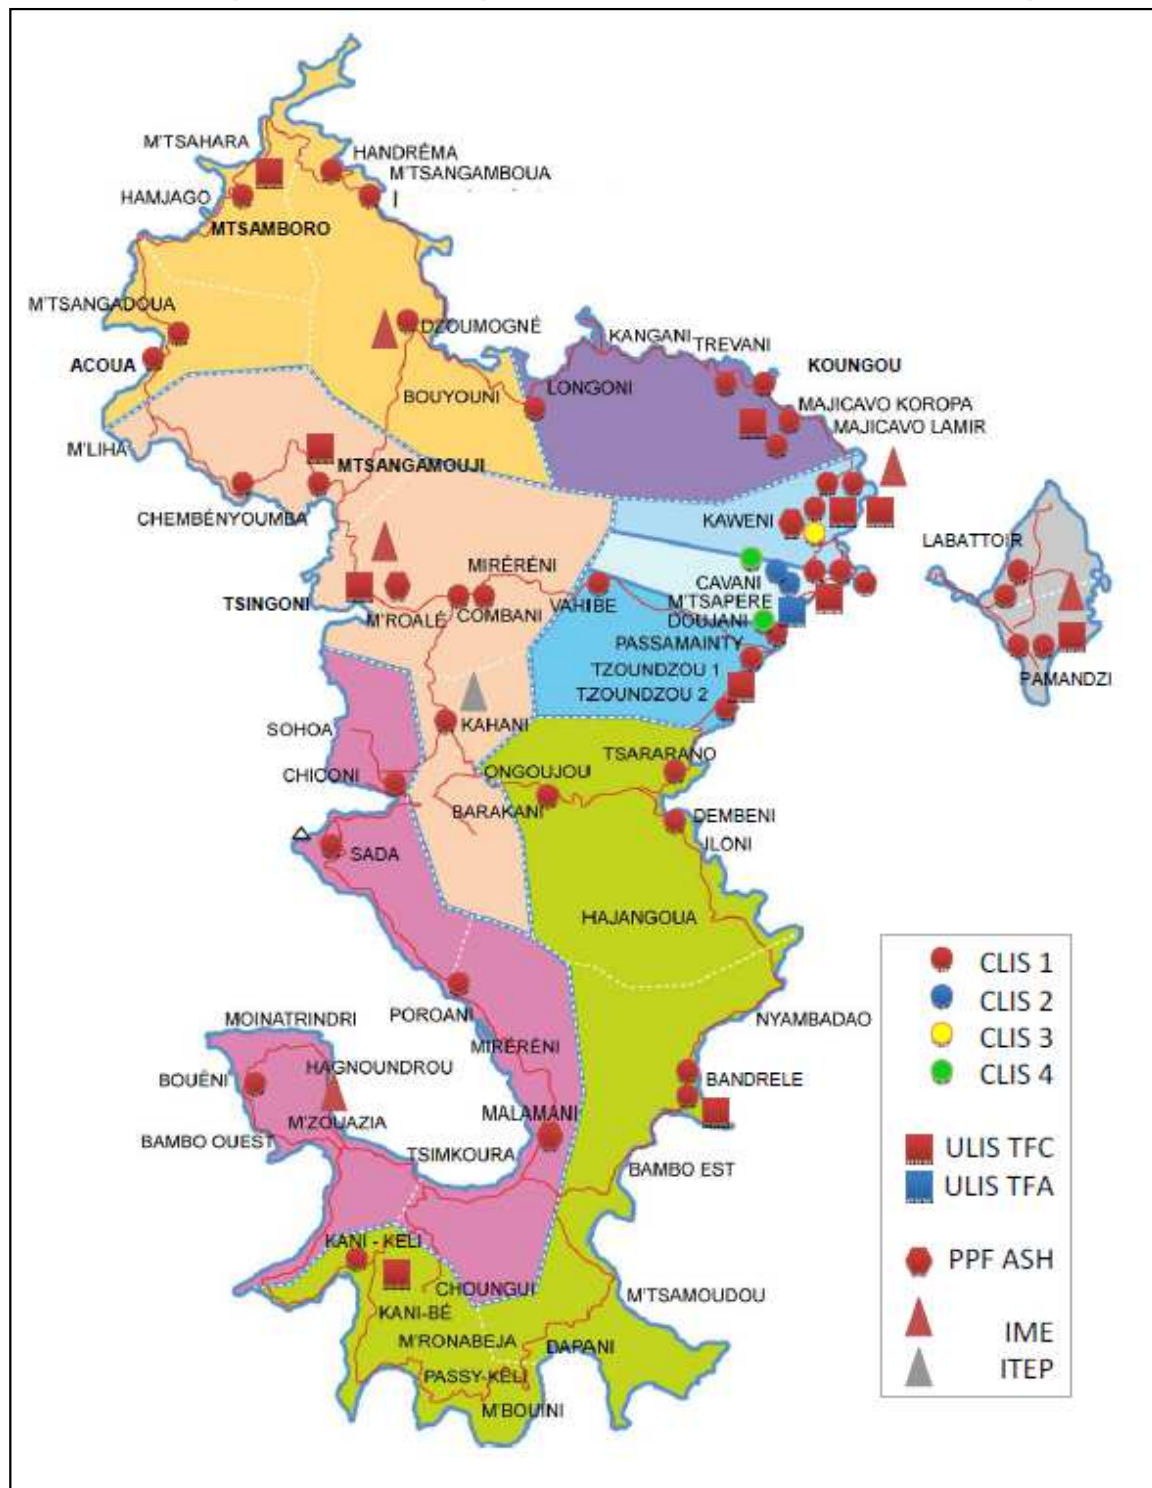 M'TSAHARA
HANDRÉMA
M'TSANGAMBOUA
HAMJAGO
MTSAMBORO
M'TSANGADOUA
DZOUMOGNÉ
KANGANI
TREVANI
ACOUA
KOUNGOU
BOUYOUNI
LONGONI
MAJICAVO KOROPA
MAJICAVO LAMIR
M'LIHA
MTSANGAMOUJI
CHEMBÉNYOUMBA
KAWENI
LABATTOIR
MIRÉRÉNI
CAVANI
TSINGONI
M'ROALÉ
COMBANI
VAHIBE
M'TSAPERE
DOUJANI
PASSAMAINTY
TZOUNDZOU 1
PAMANDZI
TZOUNDZOU 2
SOHOA
KAHANI
TSARARANO
CHICONI
ONGOUJOU
BARAKANI
DEMBENI
ILONI
SADA
HAJANGOUA
CLIS 1
CLIS 2
POROANI
NYAMBADAO
MOINATRINDRI
CLIS 3
MIRÉRÉNI
HAGNOUNDROU
CLIS 4
BOUÉNI
BANDRELE
MALAMANI
M'ZOUAZIA
BAMBO OUEST
TSIMKOURA
ULIS TFC
BAMBO EST
ULIS TFA
KANI - KELI
PPF ASH
CHOUNGUI
M'TSAMOUDOU
KANI-BÉ
IME
M'RONABEJA
DAPANI
ITEP
PASSY-KÉLI
M'BOUINI